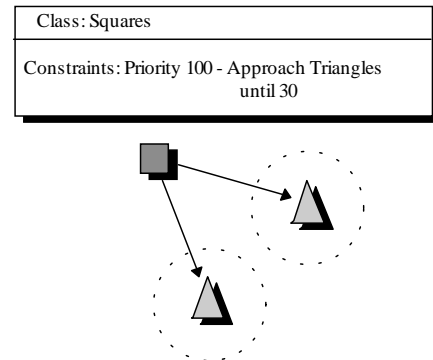 Class: Squares
Constraints: Priority 100 - Approach Triangles
until 30